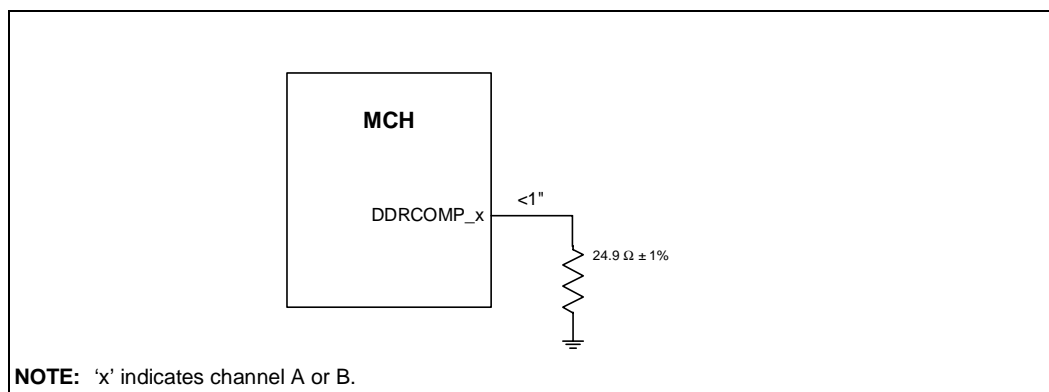 MCH
<1"
DDRCOMP_x
24.9 Ω ± 1%
NOTE: ‘x’ indicates channel A or B.